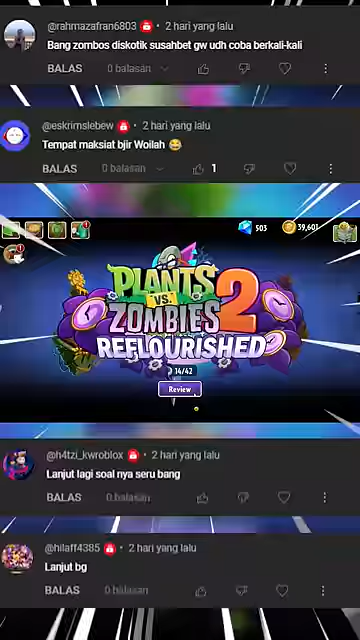 @rahmazafran6803 • 2 hari yang lalu
Bang zombos diskotik susahbet gw udh coba berkali-kali
BALAS 0 balasan
@eskrimslebew • 2 hari yang lalu
Tempat maksiat bjir Woilah 😂
BALAS 0 balasan 1
503 39,601
PLANTS
VS.
ZOMBIES 2
REFLOURISHED
14/42
Review
@h4tzi_kwroblox • 2 hari yang lalu
Lanjut lagi soal nya seru bang
BALAS 0 balasan
@hilaff4385 • 2 hari yang lalu
Lanjut bg
BALAS 0 balasan